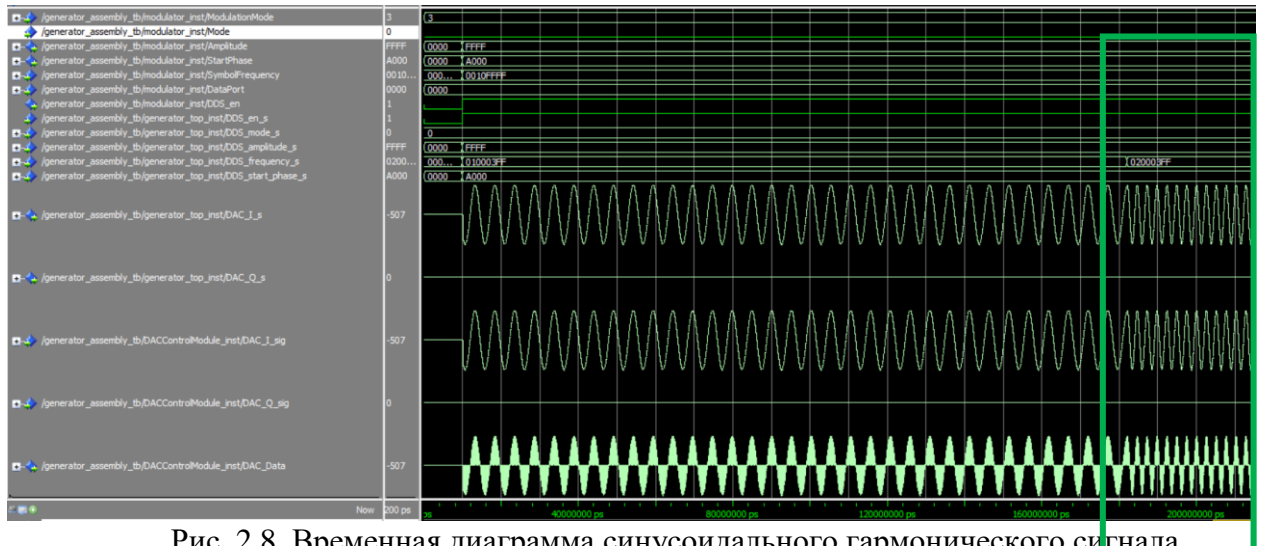 /generator_assembly_tb/modulator_inst/ModulationMode 3 (3
/generator_assembly_tb/modulator_inst/Mode 0
/generator_assembly_tb/modulator_inst/Amplitude FFFF (0000 FFFF
/generator_assembly_tb/modulator_inst/StartPhase A000 (0000 A000
/generator_assembly_tb/modulator_inst/SymbolFrequency 0010... 000... 0010FFFF
/generator_assembly_tb/modulator_inst/DataPort 0000 (0000
/generator_assembly_tb/modulator_inst/DDS_en 1
/generator_assembly_tb/generator_top_inst/DDS_en_s 1
/generator_assembly_tb/generator_top_inst/DDS_mode_s 0 0
/generator_assembly_tb/generator_top_inst/DDS_amplitude_s FFFF (0000 FFFF
/generator_assembly_tb/generator_top_inst/DDS_frequency_s 0200... 000... 010003FF 020003FF
/generator_assembly_tb/generator_top_inst/DDS_start_phase_s A000 (0000 A000
/generator_assembly_tb/generator_top_inst/DAC_I_s -507
/generator_assembly_tb/generator_top_inst/DAC_Q_s 0
/generator_assembly_tb/DACControlModule_inst/DAC_I_sig -507
/generator_assembly_tb/DACControlModule_inst/DAC_Q_sig 0
/generator_assembly_tb/DACControlModule_inst/DAC_Data -507
Now 200 ps ps 40000000 ps 80000000 ps 120000000 ps 160000000 ps 200000000 ps
Рис. 2.8. Временная диаграмма синусоидального гармонического сигнала